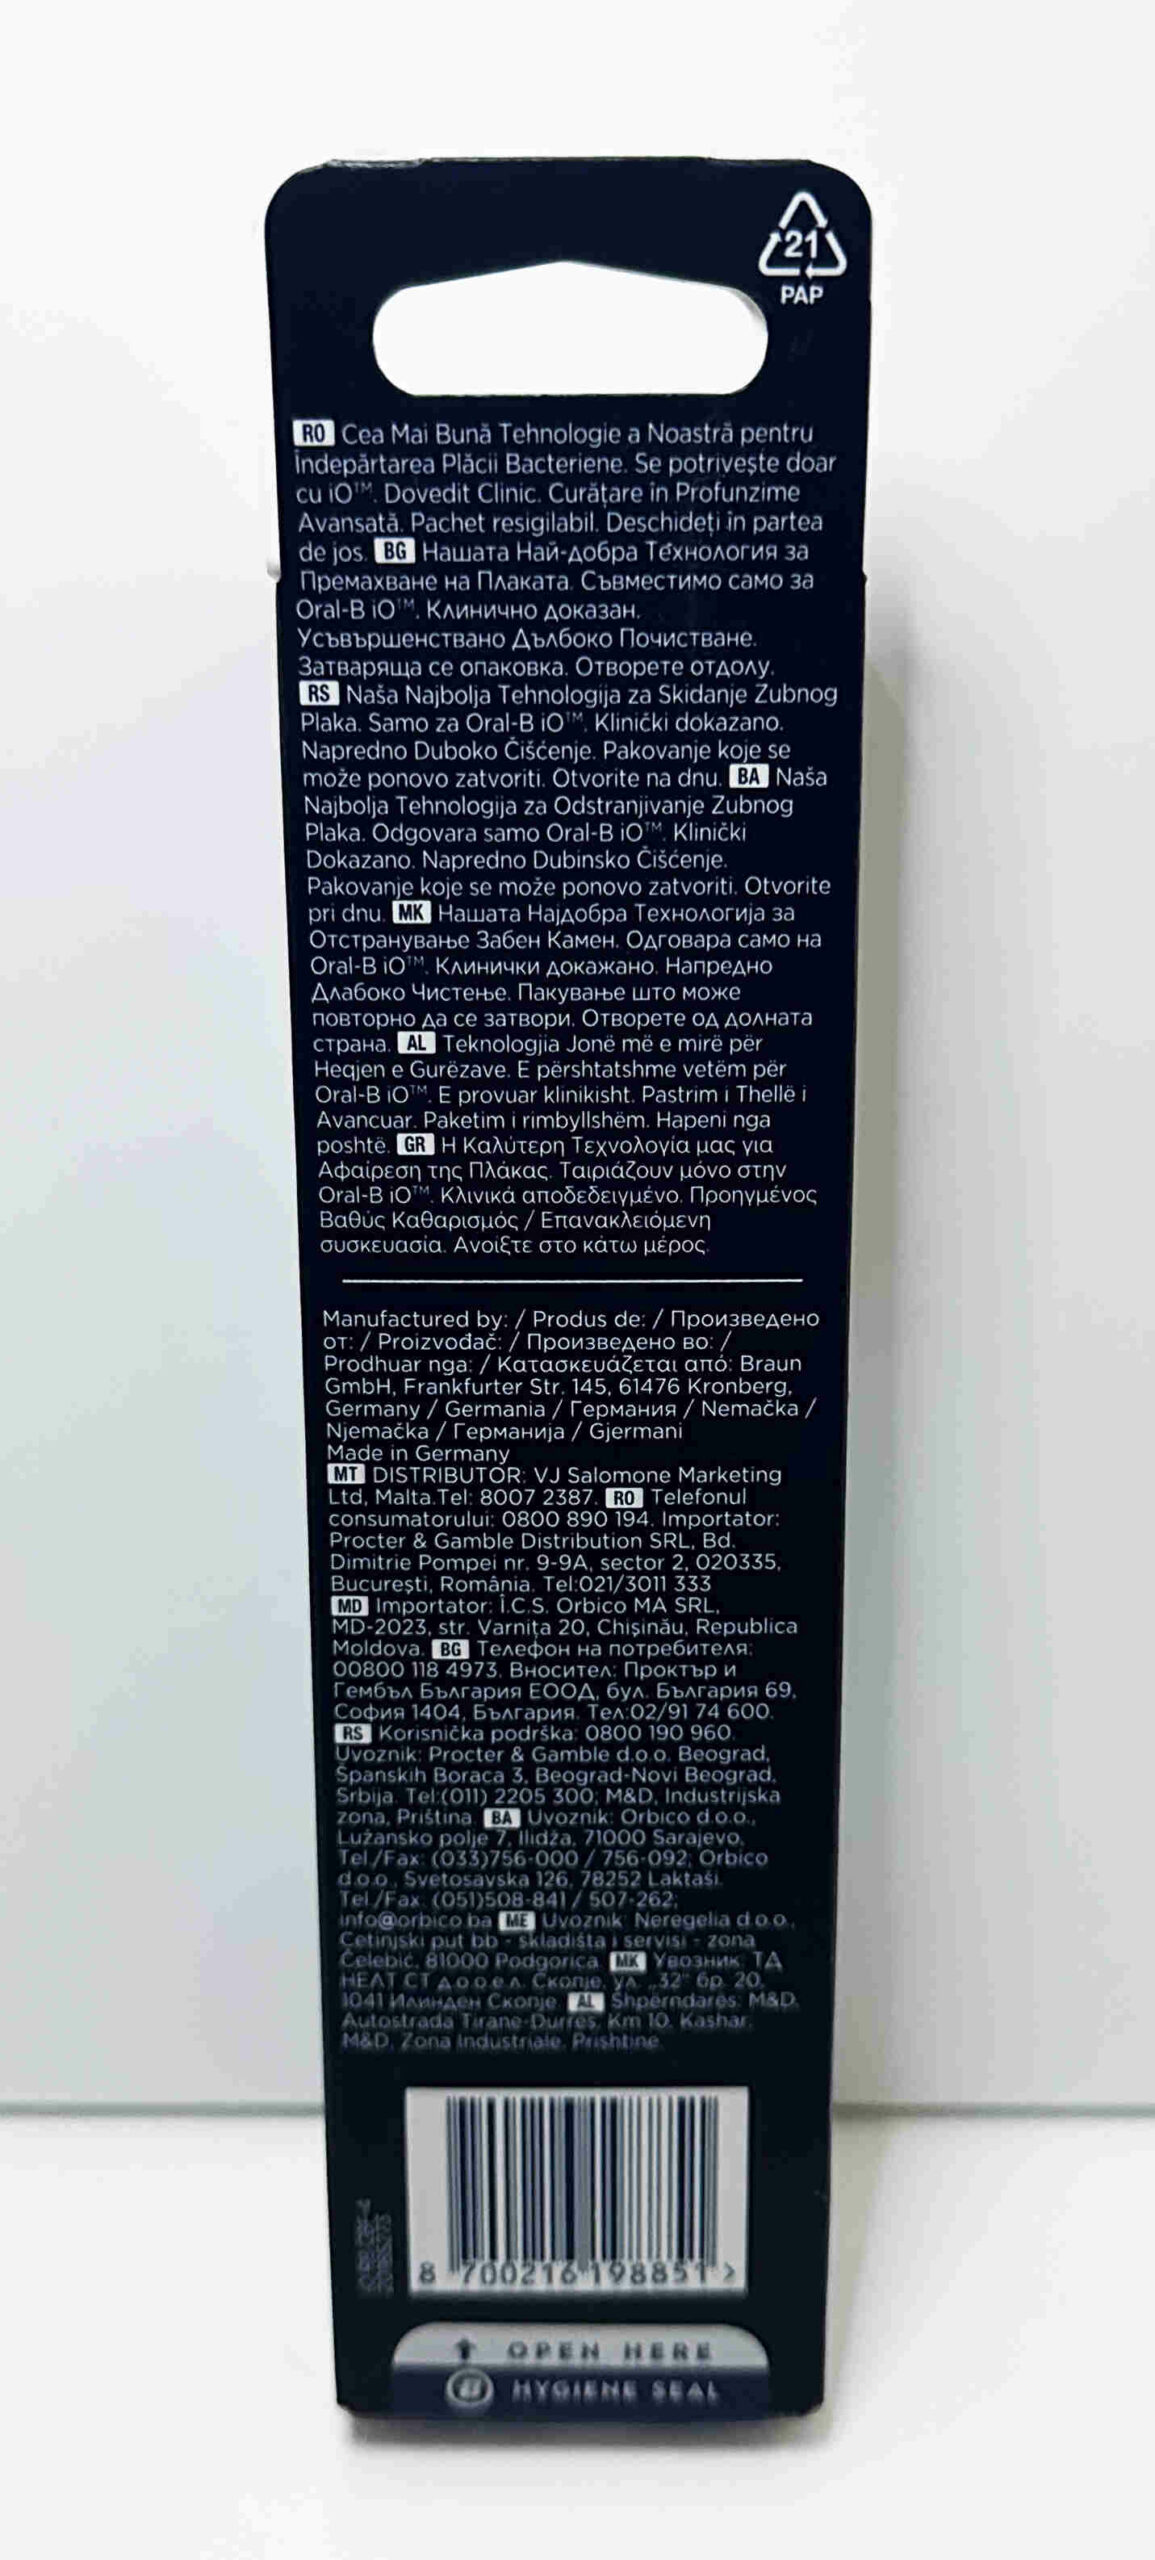 21
PAP
RO Cea Mai Bună Tehnologie a Noastră pentru
Îndepărtarea Plăcii Bacteriene. Se potrivește doar
cu iO™. Dovedit Clinic. Curățare în Profunzime
Avansată. Pachet resigilabil. Deschideți în partea
de jos. BG Нашата Най-добра Технология за
Премахване на Плаката. Съвместимо само за
Oral-B iO™. Клинично доказан.
Усъвършенствано Дълбоко Почистване.
Затваряща се опаковка. Отворете отдолу.
RS Naša Najbolja Tehnologija za Skidanje Zubnog
Plaka. Samo za Oral-B iO™. Klinički dokazano.
Napredno Duboko Čišćenje. Pakovanje koje se
može ponovo zatvoriti. Otvorite na dnu. BA Naša
Najbolja Tehnologija za Odstranjivanje Zubnog
Plaka. Odgovara samo Oral-B iO™. Klinički
Dokazano. Napredno Dubinsko Čišćenje.
Pakovanje koje se može ponovo zatvoriti. Otvorite
pri dnu. MK Нашата Најдобра Технологија за
Отстранување Забен Камен. Одговара само на
Oral-B iO™. Клинички докажано. Напредно
Длабоко Чистење. Пакување што може
повторно да се затвори. Отворете од долната
страна. AL Teknologjia Jonë më e mirë për
Heqjen e Gurëzave. E përshtatshme vetëm për
Oral-B iO™. E provuar klinikisht. Pastrim i Thellë i
Avancuar. Paketim i rimbyllshëm. Hapeni nga
poshtë. GR Η Καλύτερη Τεχνολογία μας για
Αφαίρεση της Πλάκας. Ταιριάζουν μόνο στην
Oral-B iO™. Κλινικά αποδεδειγμένο. Προηγμένος
Βαθύς Καθαρισμός / Επανακλειόμενη
συσκευασία. Ανοίξτε στο κάτω μέρος.
Manufactured by: / Produs de: / Произведено
от: / Proizvođač: / Произведено во: /
Prodhuar nga: / Κατασκευάζεται από: Braun
GmbH, Frankfurter Str. 145, 61476 Kronberg,
Germany / Germania / Германия / Nemačka /
Njemačka / Германија / Gjermani
Made in Germany
MT DISTRIBUTOR: VJ Salomone Marketing
Ltd, Malta.Tel: 8007 2387. RO Telefonul
consumatorului: 0800 890 194. Importator:
Procter & Gamble Distribution SRL, Bd.
Dimitrie Pompei nr. 9-9A, sector 2, 020335,
București, România. Tel:021/3011 333
MD Importator: Î.C.S. Orbico MA SRL,
MD-2023, str. Varnița 20, Chișinău, Republica
Moldova. BG Телефон на потребителя:
00800 118 4973. Вносител: Проктър и
Гембъл България ЕООД, бул. България 69,
София 1404, България. Тел:02/91 74 600.
RS Korisnička podrška: 0800 190 960.
Uvoznik: Procter & Gamble d.o.o. Beograd,
Španskih Boraca 3, Beograd-Novi Beograd,
Srbija. Tel:(011) 2205 300; M&D, Industrijska
zona, Priština. BA Uvoznik: Orbico d.o.o.,
Lužansko polje 7, Ilidža, 71000 Sarajevo,
Tel./Fax: (033)756-000 / 756-092; Orbico
d.o.o., Svetosavska 126, 78252 Laktaši.
Tel./Fax: (051)508-841 / 507-262;
info@orbico.ba ME Uvoznik: Neregelia d.o.o.,
Cetinjski put bb - skladišta i servisi - zona
Čelebić, 81000 Podgorica. MK Увозник: ТА
НЕЛТ СТ д.о.о.е.л. Скопје, ул. „32" бр. 20,
1041 Илинден Скопје. AL Shpërndarës: M&D,
Autostrada Tirane-Durres, Km 10, Kashar.
M&D, Zona Industriale, Prishtine.
8 700216 198851 >
OPEN HERE
HYGIENE SEAL